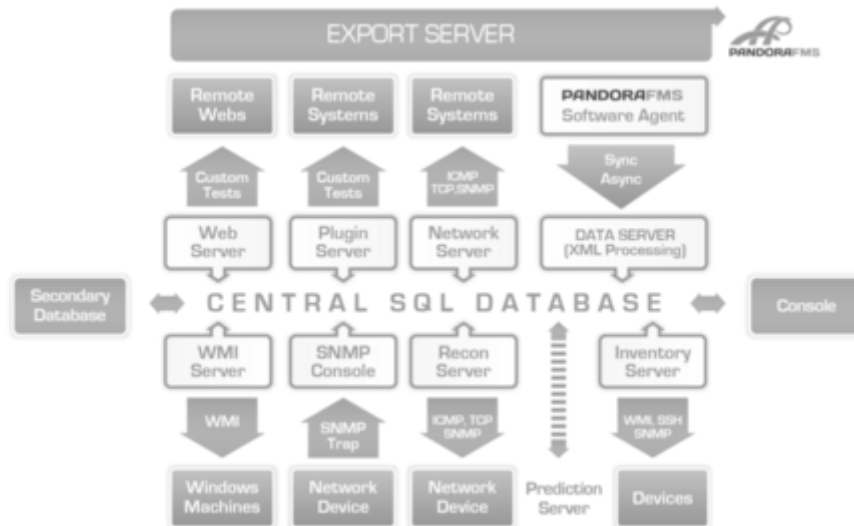 EXPORT SERVER
PANDORAFMS
Remote
Webs
Remote
Systems
Remote
Systems
PANDORAFMS
Software Agent
Custom
Tests
Custom
Tests
ICMP
TCP,SNMP
Sync
Async
Web
Server
Plugin
Server
Network
Server
DATA SERVER
(XML Processing)
Secondary
Database
CENTRAL SQL DATABASE
Console
WMI
Server
SNMP
Console
Recon
Server
Inventory
Server
WMI
SNMP
Trap
ICMP, TCP
SNMP
WMI, SSH
SNMP
Windows
Machines
Network
Device
Network
Device
Prediction
Server
Devices